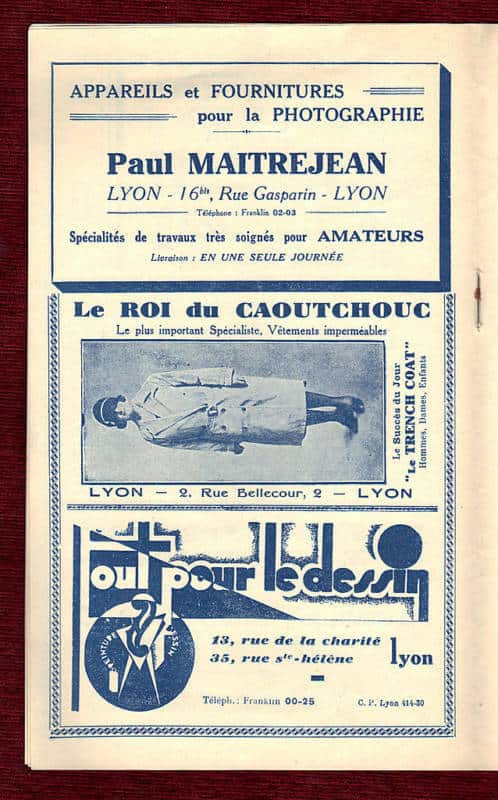 APPAREILS et FOURNITURES
pour la PHOTOGRAPHIE
Paul MAITREJEAN
LYON - 16bis, Rue Gasparin - LYON
Téléphone : Franklin 02-03
Spécialités de travaux très soignés pour AMATEURS
Livraison : EN UNE SEULE JOURNÉE
Le ROI du CAOUTCHOUC
Le plus important Spécialiste, Vêtements imperméables
Le Succès du Jour
"Le TRENCH COAT"
Hommes, Dames, Enfants
LYON — 2, Rue Bellecour, 2 — LYON
tout pour le dessin
PEINTURE DESSIN
13, rue de la charité
35, rue ste-hélène
lyon
Téléph.: Franklin 00-25
C. P. Lyon 414-30